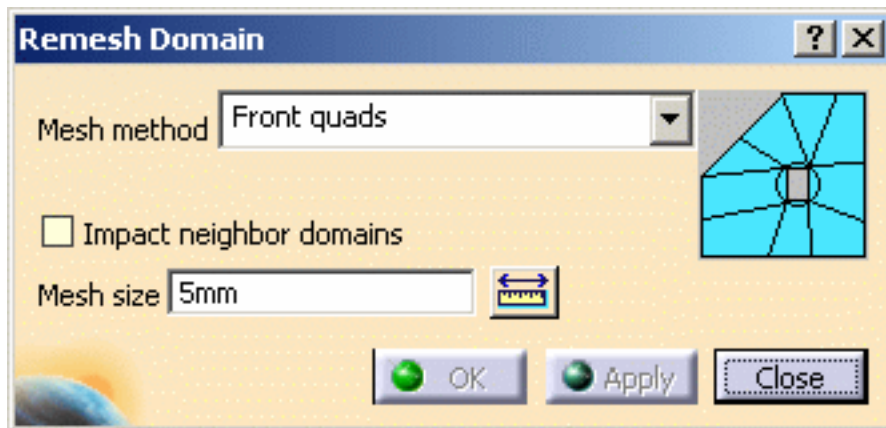 Remesh Domain
Mesh method Front quads
Impact neighbor domains
Mesh size 5mm
OK Apply Close